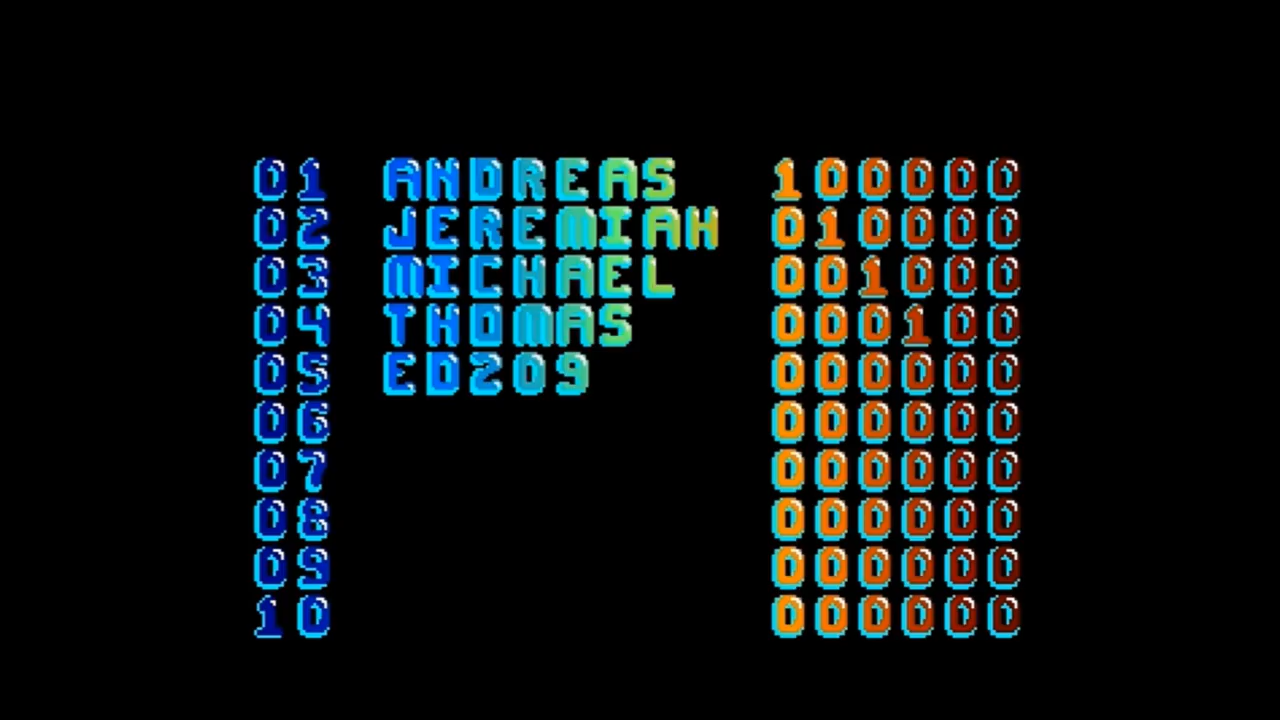 01 ANDREAS 100000
02 JEREMIAH 010000
03 MICHAEL 001000
04 THOMAS 000100
05 ED209 000000
06 000000
07 000000
08 000000
09 000000
10 000000